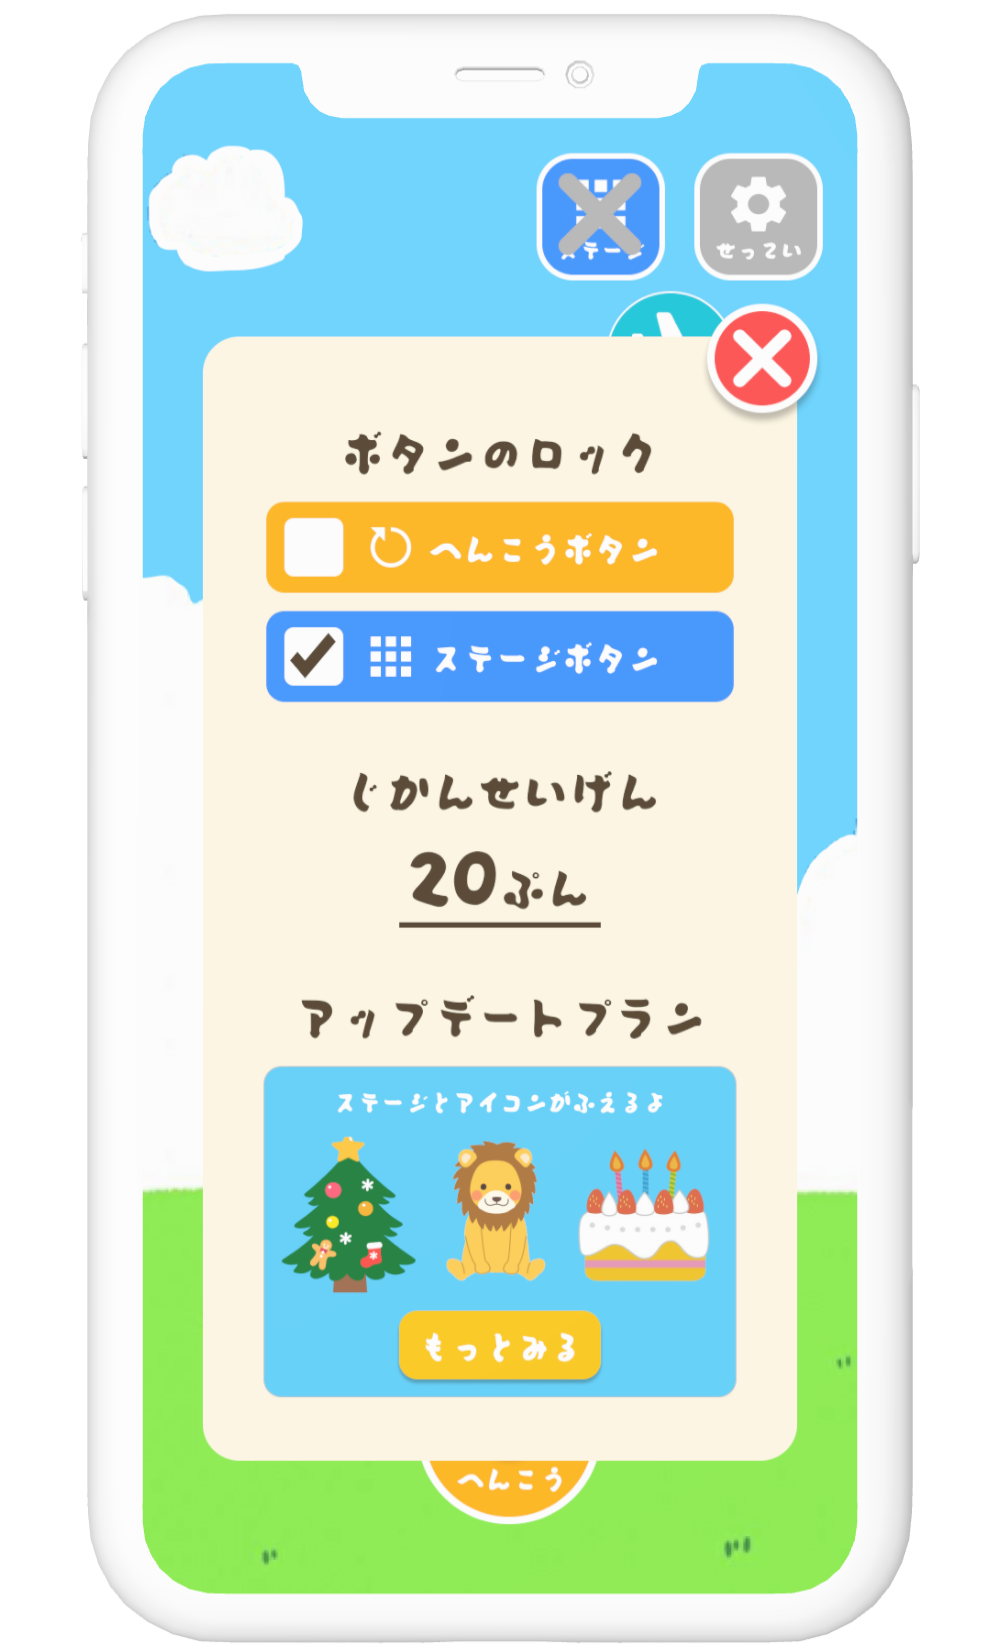 ステージ
せってい
ボタンのロック
へんこうボタン
ステージボタン
じかんせいげん
20ぷん
アップデートプラン
ステージとアイコンがふえるよ
もっとみる
へんこう